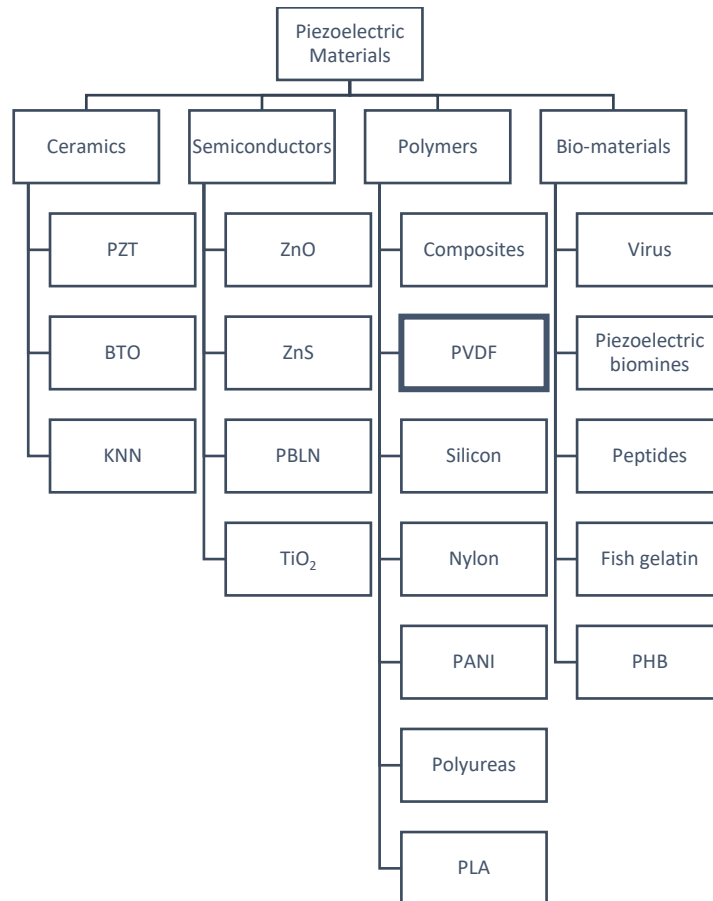 Piezoelectric
Materials
Ceramics
PZT
BTO
KNN
Semiconductors
ZnO
ZnS
PBLN
TiO₂
Polymers
Composites
PVDF
Silicon
Nylon
PANI
Polyureas
PLA
Bio-materials
Virus
Piezoelectric
biomines
Peptides
Fish gelatin
PHB